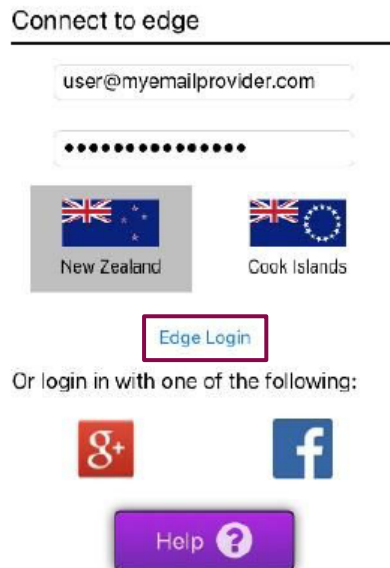 Connect to edge
user@myemailprovider.com
New Zealand
Cook Islands
Edge Login
Or login in with one of the following:
g+
f
Help ?